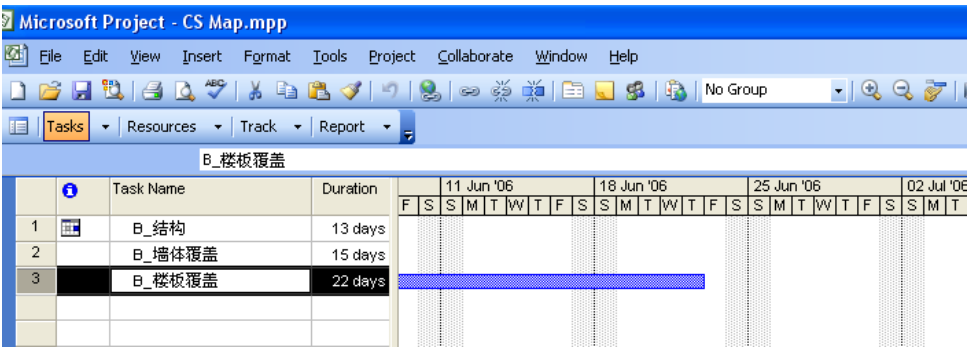 Microsoft Project - CS Map.mpp
File Edit View Insert Format Tools Project Collaborate Window Help
ABC No Group
Tasks Resources Track Report
B_楼板覆盖
Task Name Duration 11 Jun '06 18 Jun '06 25 Jun '06 02 Jul '06
F S S M T W T F S S M T W T F S S M T W T F S S M T
1 B_结构 13 days
2 B_墙体覆盖 15 days
3 B_楼板覆盖 22 days